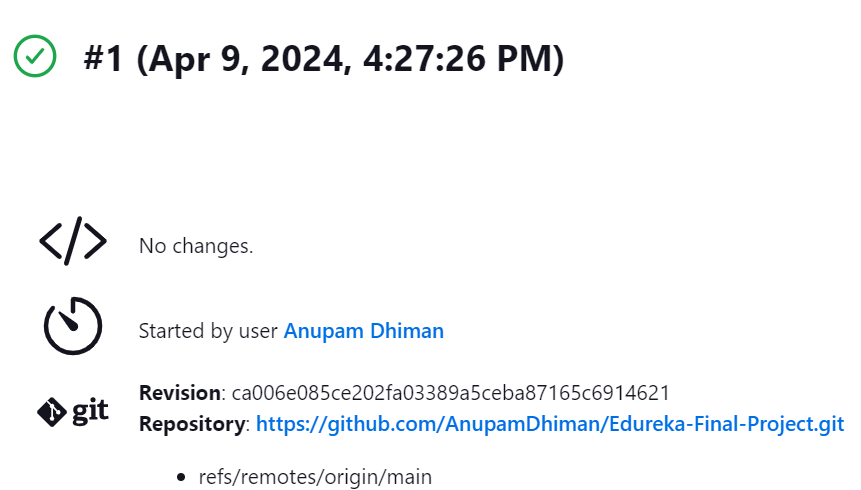 #1 (Apr 9, 2024, 4:27:26 PM)
No changes.
Started by user Anupam Dhiman
git
Revision: ca006e085ce202fa03389a5ceba87165c6914621
Repository: https://github.com/AnupamDhiman/Edureka-Final-Project.git
• refs/remotes/origin/main